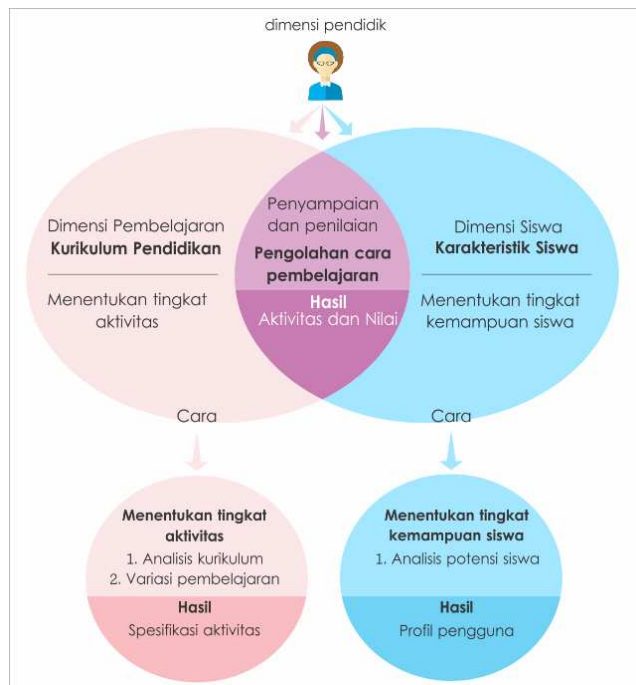 dimensi pendidik
Dimensi Pembelajaran
Kurikulum Pendidikan
Menentukan tingkat
aktivitas
Penyampaian
dan penilaian
Pengolahan cara
pembelajaran
Hasil
Aktivitas dan Nilai
Dimensi Siswa
Karakteristik Siswa
Menentukan tingkat
kemampuan siswa
Cara
Cara
Menentukan tingkat
aktivitas
1. Analisis kurikulum
2. Variasi pembelajaran
Hasil
Spesifikasi aktivitas
Menentukan tingkat
kemampuan siswa
1. Analisis potensi siswa
Hasil
Profil pengguna